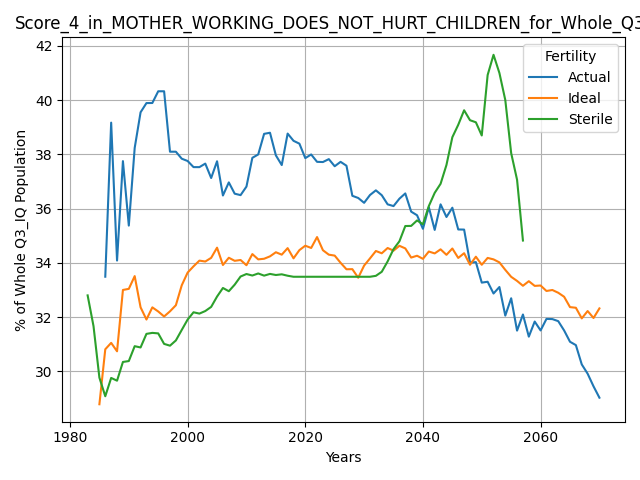 Score_4_in_MOTHER_WORKING_DOES_NOT_HURT_CHILDREN_for_Whole_Q3
% of Whole Q3_IQ Population
42
40
38
36
34
32
30
Fertility
Actual
Ideal
Sterile
1980
2000
2020
2040
2060
Years